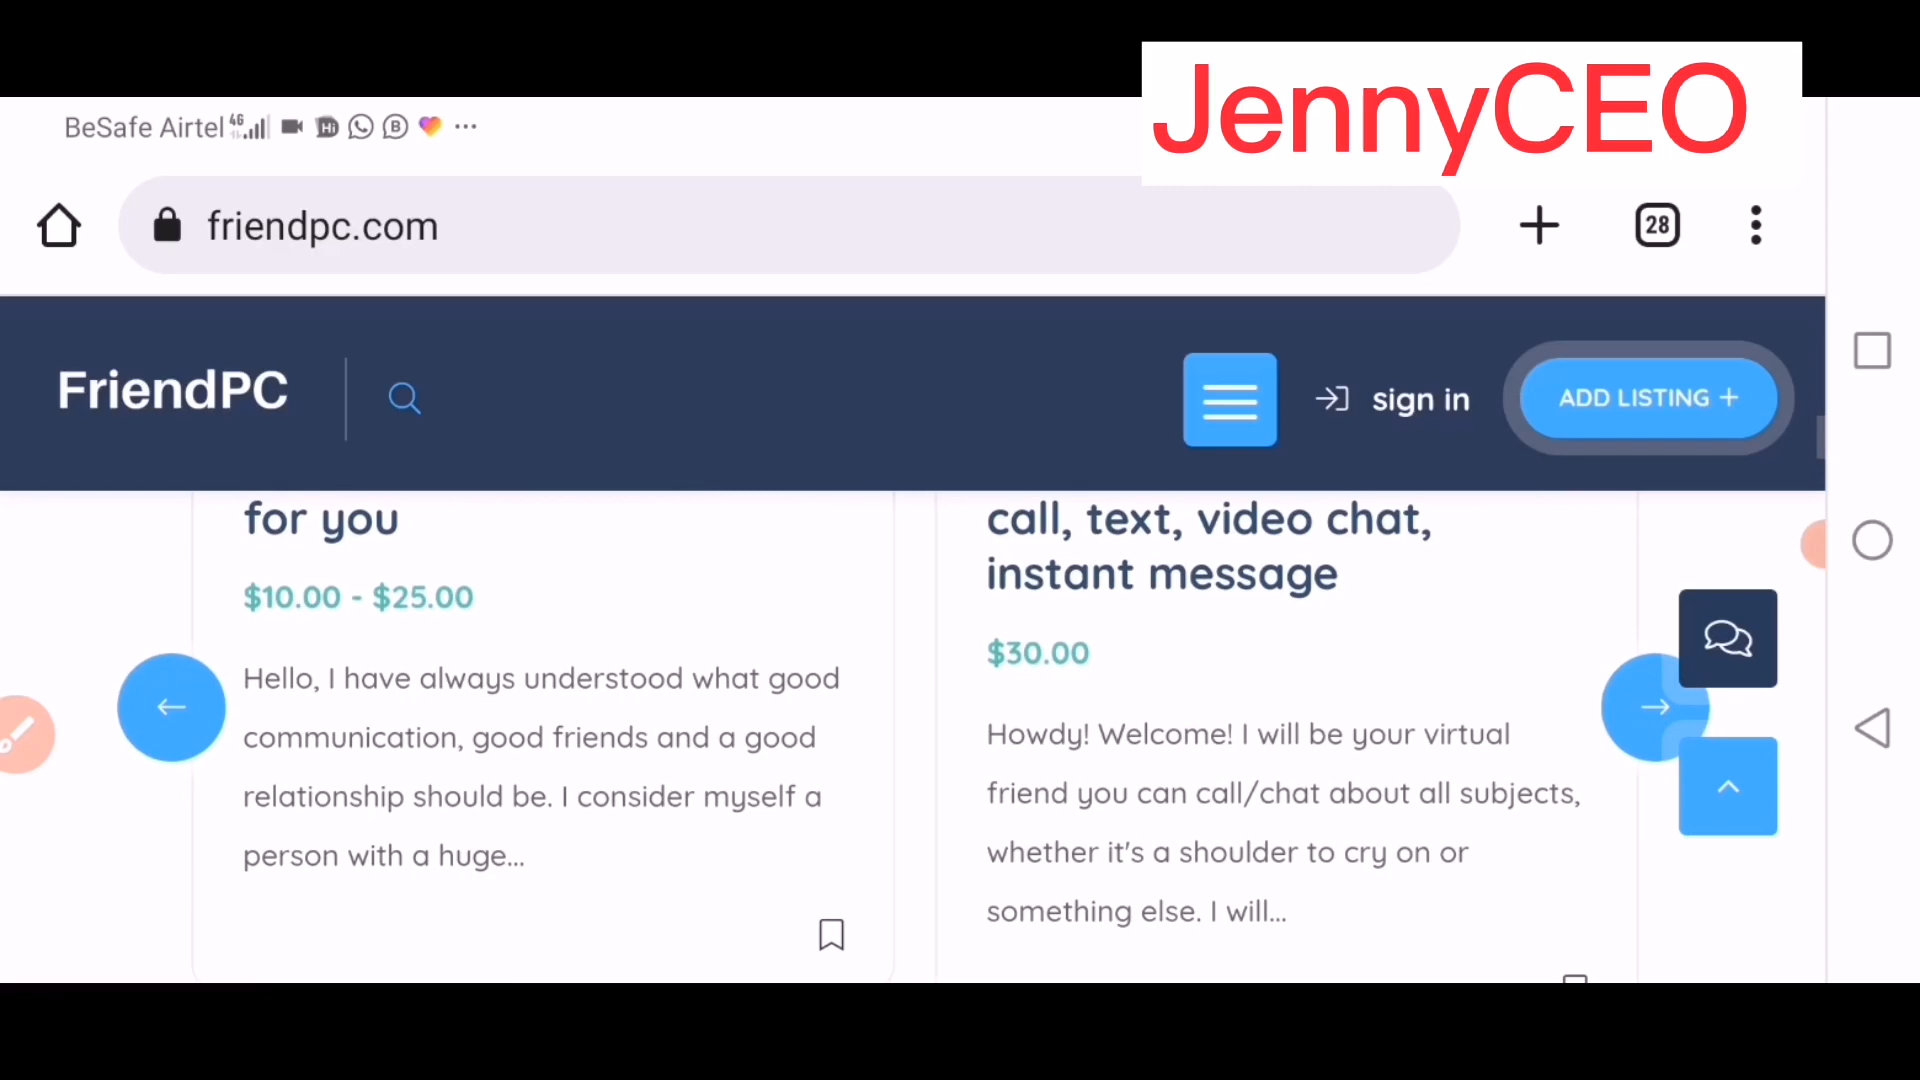 JennyCEO
BeSafe Airtel 4G
friendpc.com
28
FriendPC
sign in
ADD LISTING +
for you
$10.00 - $25.00
Hello, I have always understood what good
communication, good friends and a good
relationship should be. I consider myself a
person with a huge...
call, text, video chat,
instant message
$30.00
Howdy! Welcome! I will be your virtual
friend you can call/chat about all subjects,
whether it's a shoulder to cry on or
something else. I will...